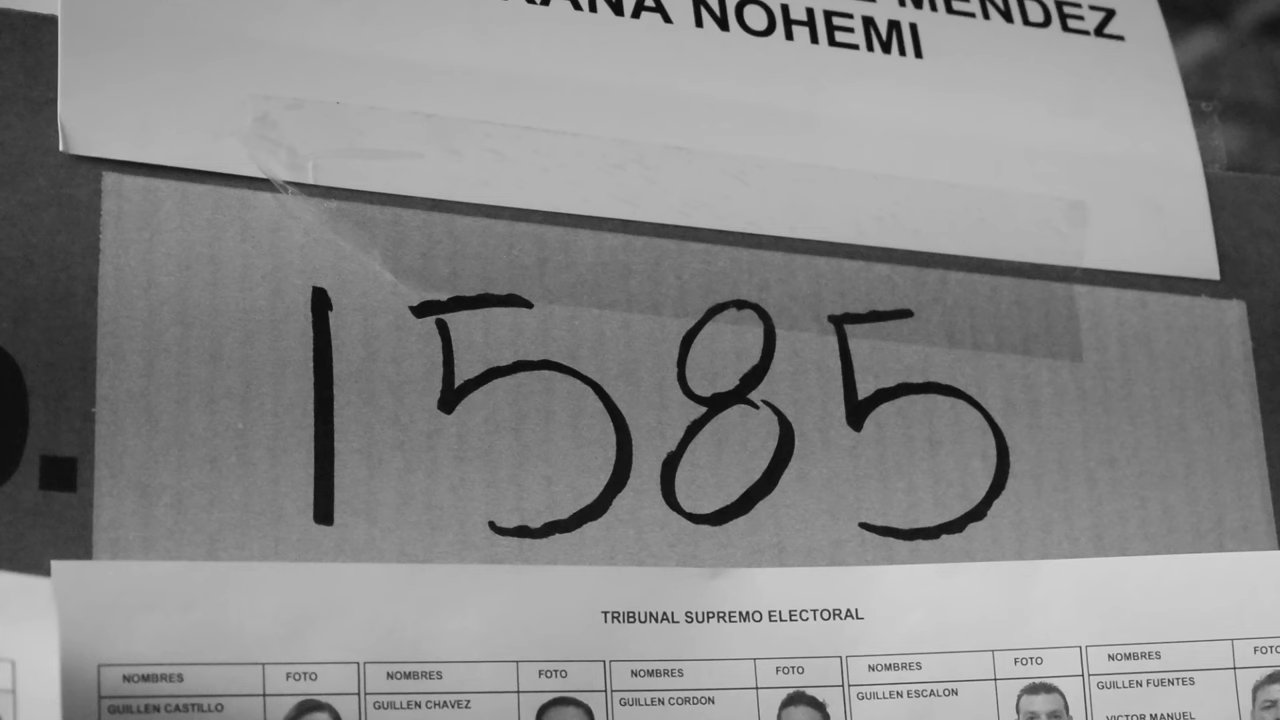 MENDEZ
NOHEMI
1585
TRIBUNAL SUPREMO ELECTORAL
NOMBRES FOTO NOMBRES FOTO NOMBRES FOTO NOMBRES FOTO NOMBRES
GUILLEN CASTILLO GUILLEN CHAVEZ GUILLEN CORDON GUILLEN ESCALON GUILLEN FUENTES
VICTOR MANUEL